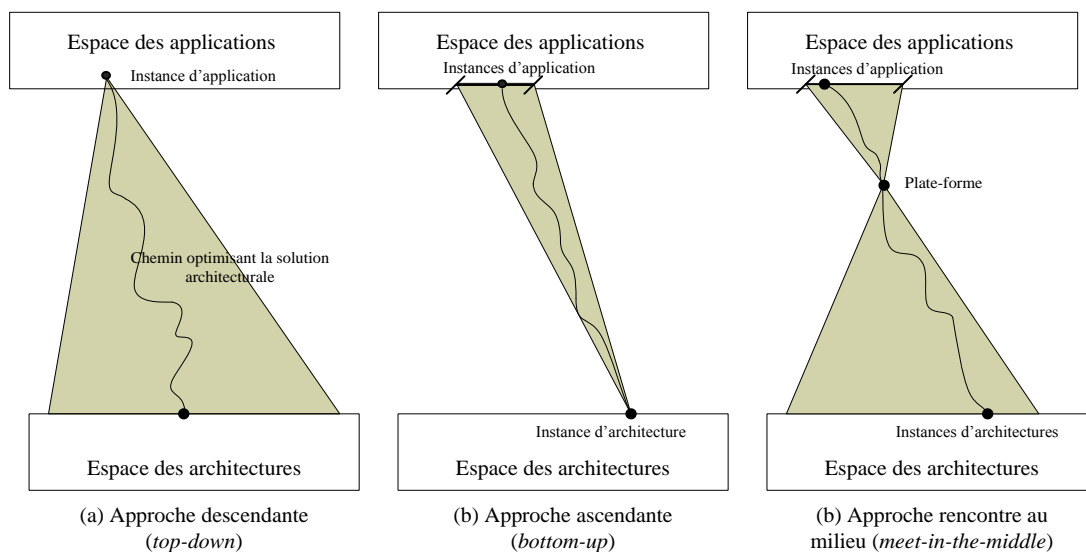 Espace des applications
Instance d'application
Chemin optimisant la solution
architecturale
Espace des architectures
(a) Approche descendante
(top-down)
Espace des applications
Instances d'application
Instance d'architecture
Espace des architectures
(b) Approche ascendante
(bottom-up)
Espace des applications
Instances d'application
Plate-forme
Instances d'architectures
Espace des architectures
(b) Approche rencontre au
milieu (meet-in-the-middle)